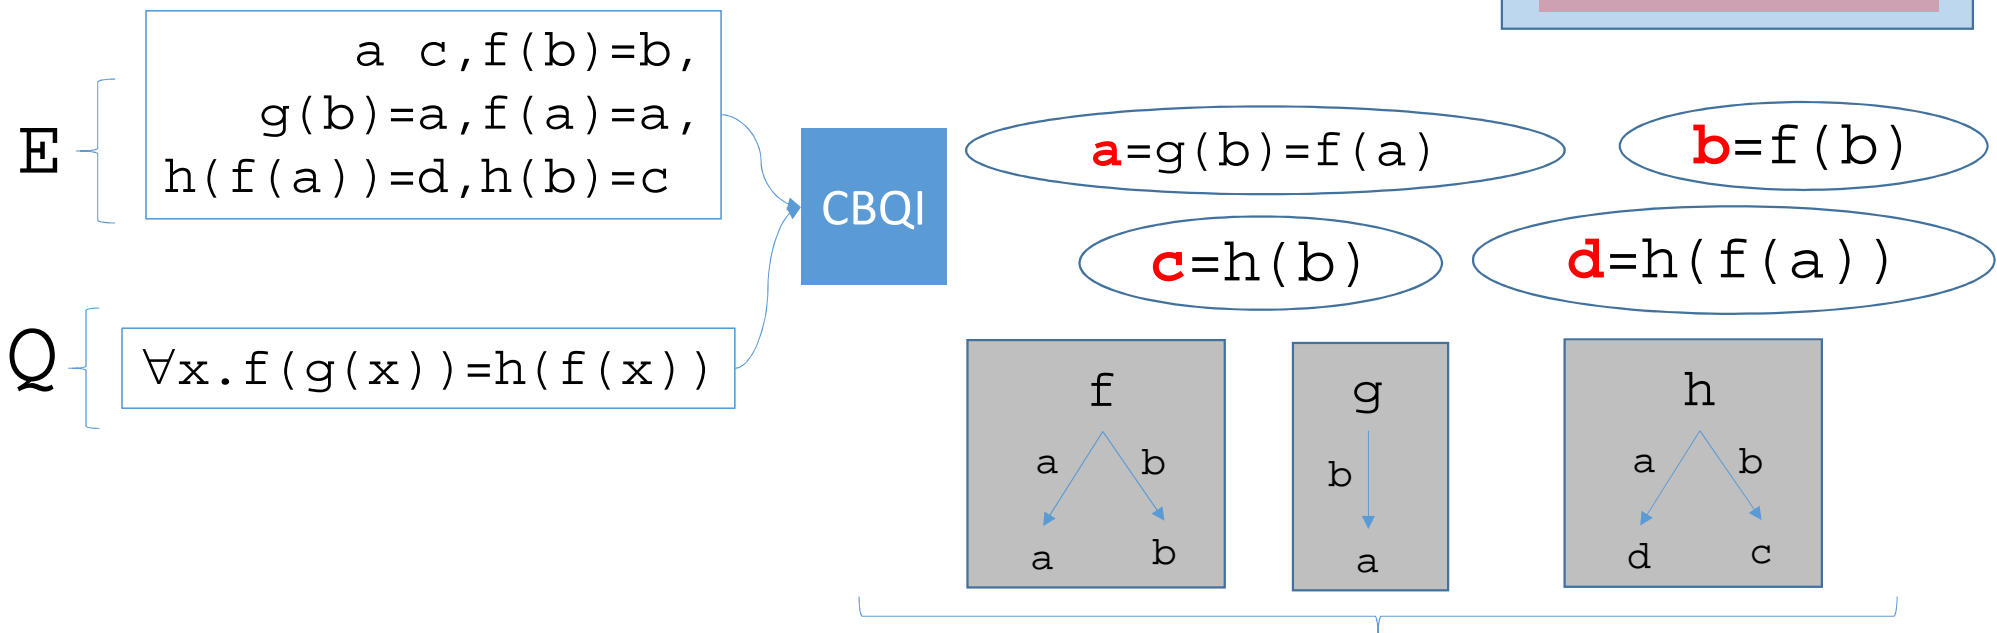 a c,f(b)=b,
g(b)=a,f(a)=a,
h(f(a))=d,h(b)=c
E
CBQI
a=g(b)=f(a)
b=f(b)
c=h(b)
d=h(f(a))
Q
∀x.f(g(x))=h(f(x))
f
a b
a b
g
b
a
h
a b
d c